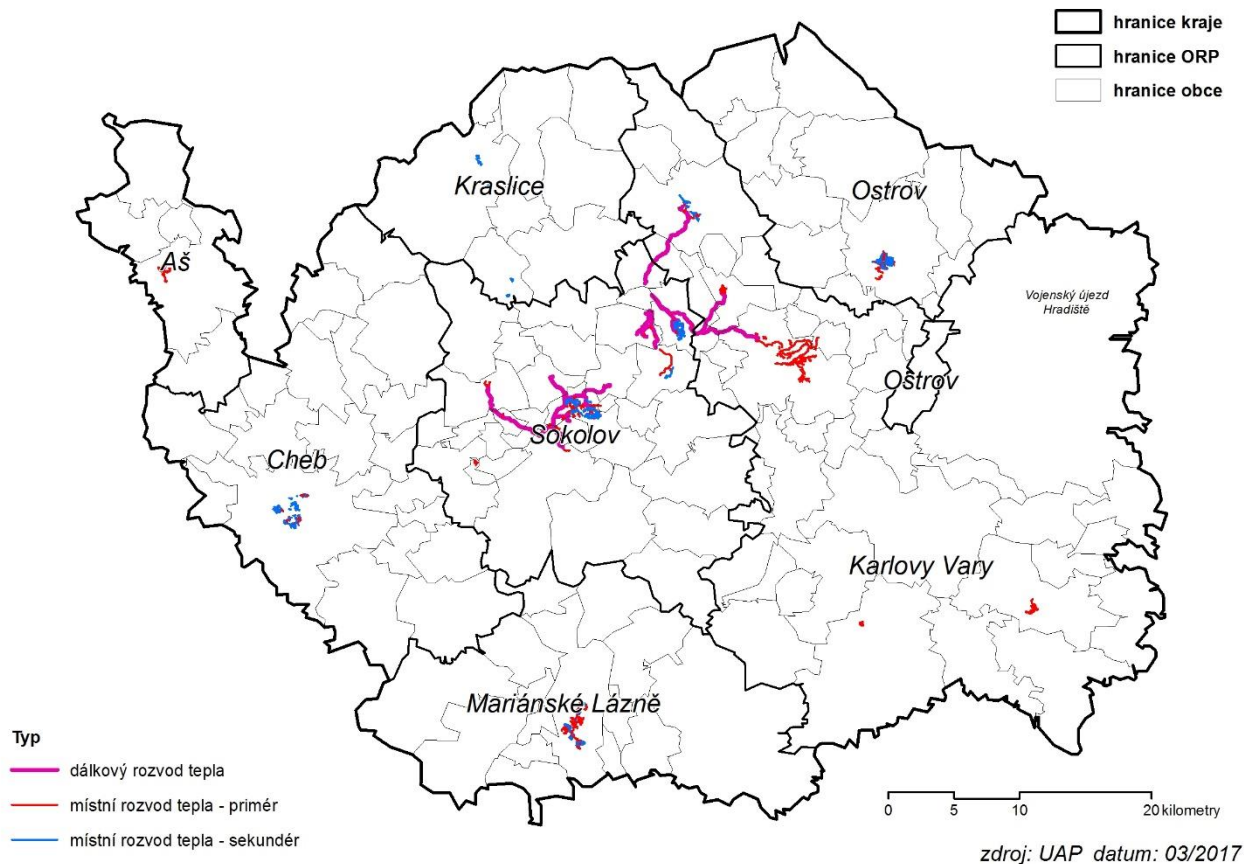 hranice kraje
hranice ORP
hranice obce
Kraslice
Ostrov
Aš
Vojenský újezd
Hradiště
Ostrov
Sokolov
Cheb
Karlovy Vary
Mariánské Lázně
Typ
dálkový rozvod tepla
místní rozvod tepla - primér
místní rozvod tepla - sekundér
0 5 10 20 kilometry
zdroj: UAP datum: 03/2017